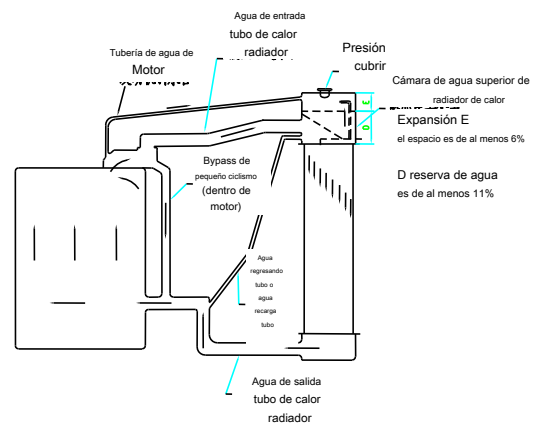 Agua de entrada
tubo de calor
radiador
Tubería de agua de
Motor
Presión
cubrir
Cámara de agua superior de
radiador de calor
E
D
Expansión E
el espacio es de al menos 6%
D reserva de agua
es de al menos 11%
Bypass de
pequeño ciclismo
(dentro de
motor)
Agua
regresando
tubo o
agua
recarga
tubo
Agua de salida
tubo de calor
radiador